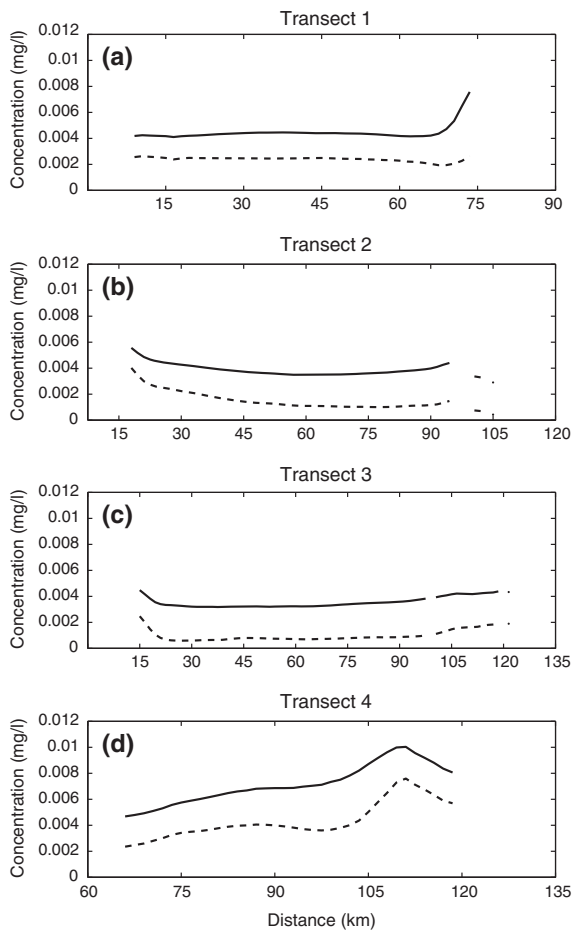 Transect 1
(a)
Concentration (mg/l)
0.012
0.01
0.008
0.006
0.004
0.002
0
15 30 45 60 75 90
Transect 2
(b)
Concentration (mg/l)
0.012
0.01
0.008
0.006
0.004
0.002
0
15 30 45 60 75 90 105 120
Transect 3
(c)
Concentration (mg/l)
0.012
0.01
0.008
0.006
0.004
0.002
0
15 30 45 60 75 90 105 120 135
Transect 4
(d)
Concentration (mg/l)
0.012
0.01
0.008
0.006
0.004
0.002
0
60 75 90 105 120 135
Distance (km)